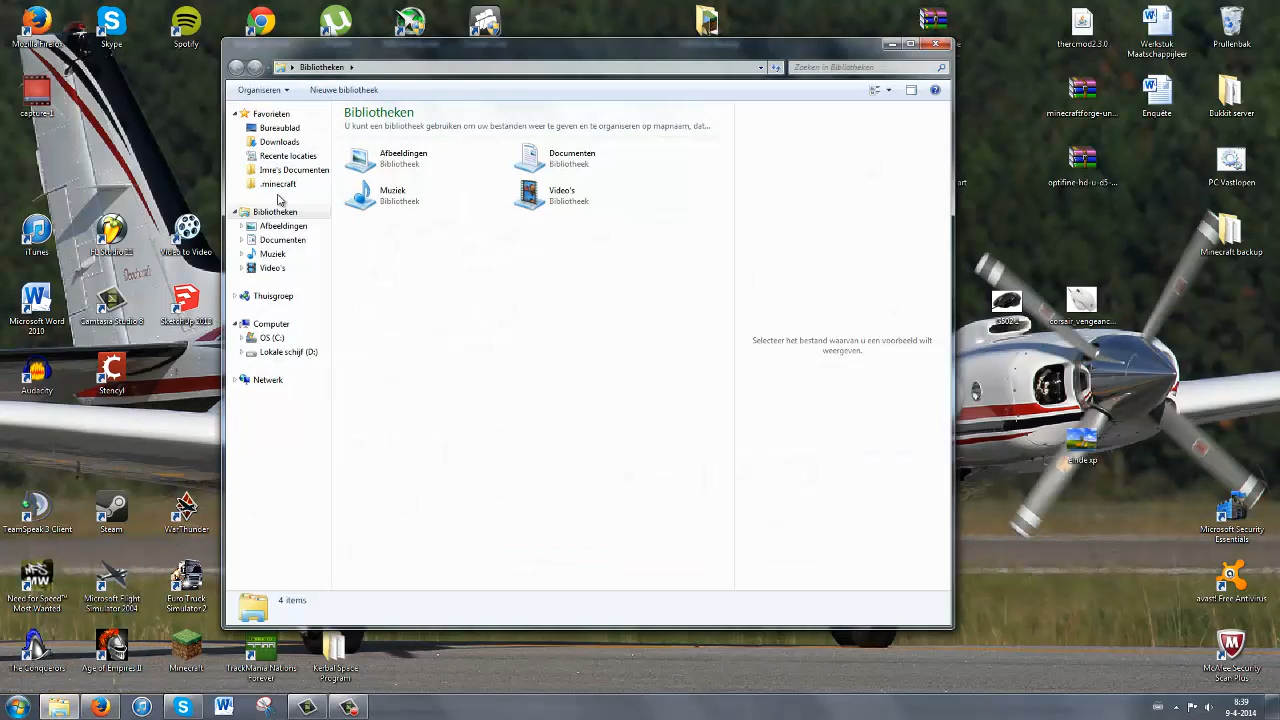 Mozilla Firefox
Skype
Spotify
thercmod2.3.0
Werkstuk
Maatschappijleer
Prullenbak
capture-1
Bibliotheken
Zoeken in Bibliotheken
Organiseren
Nieuwe bibliotheek
Favorieten
Bureaublad
Downloads
Recente locaties
Imre's Documenten
.minecraft
Bibliotheken
Afbeeldingen
Documenten
Muziek
Video's
Thuisgroep
Computer
OS (C:)
Lokale schijf (D:)
Netwerk
Bibliotheken
U kunt een bibliotheek gebruiken om uw bestanden weer te geven en te organiseren op mapnaam, dat...
Afbeeldingen
Bibliotheek
Documenten
Bibliotheek
Muziek
Bibliotheek
Video's
Bibliotheek
Selecteer het bestand waarvan u een voorbeeld wilt
weergeven.
4 items
minecraftforge-un...
Enquête
Bukkit server
optifine-hd-u-d5-...
PC Vastlopen
Minecraft backup
iTunes
FL Studio 11
Video to Video
Microsoft Word
2010
Camtasia Studio 8
SketchUp 2013
Audacity
Stencyl
corsair_vengeanc...
TeamSpeak 3 Client
Steam
WarThunder
Microsoft Security
Essentials
Need for Speed™
Most Wanted
Microsoft Flight
Simulator 2004
Euro Truck
Simulator 2
avast! Free Antivirus
The Conquerors
Age of Empires II
Minecraft
TrackMania Nations
Forever
Kerbal Space
Program
McAfee Security
Scan Plus
8:39
9-4-2014